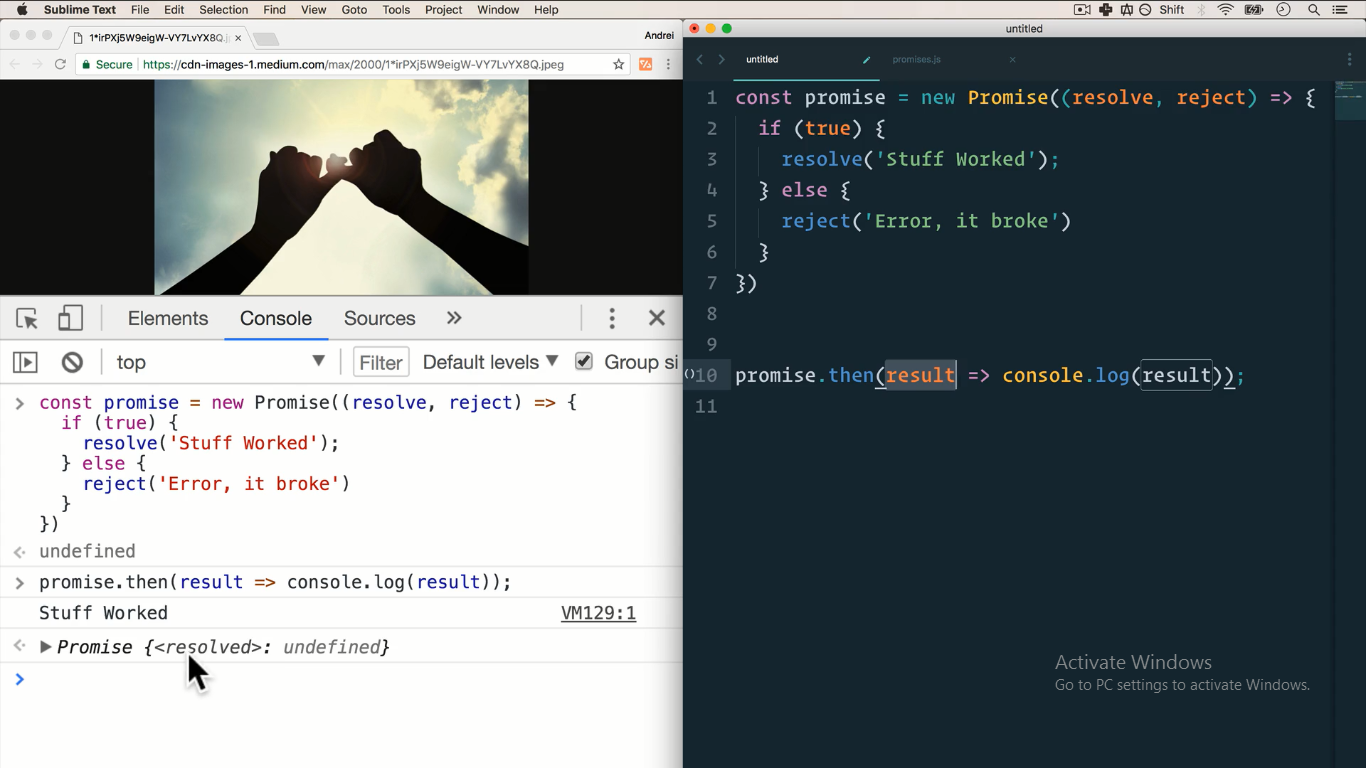 Sublime Text File Edit Selection Find View Goto Tools Project Window Help Shift
1*irPXj5W9eigW-VY7LvYX8Q.j
Andrei
Secure https://cdn-images-1.medium.com/max/2000/1*irPXj5W9eigW-VY7LvYX8Q.jpeg
Elements Console Sources
top Filter Default levels Group si
const promise = new Promise((resolve, reject) => {
if (true) {
resolve('Stuff Worked');
} else {
reject('Error, it broke')
}
})
undefined
promise.then(result => console.log(result));
Stuff Worked VM129:1
Promise {<resolved>: undefined}
untitled
untitled promises.js
1 const promise = new Promise((resolve, reject) => {
2 if (true) {
3 resolve('Stuff Worked');
4 } else {
5 reject('Error, it broke')
6 }
7 })
8
9
10 promise.then(result => console.log(result));
11
Activate Windows
Go to PC settings to activate Windows.